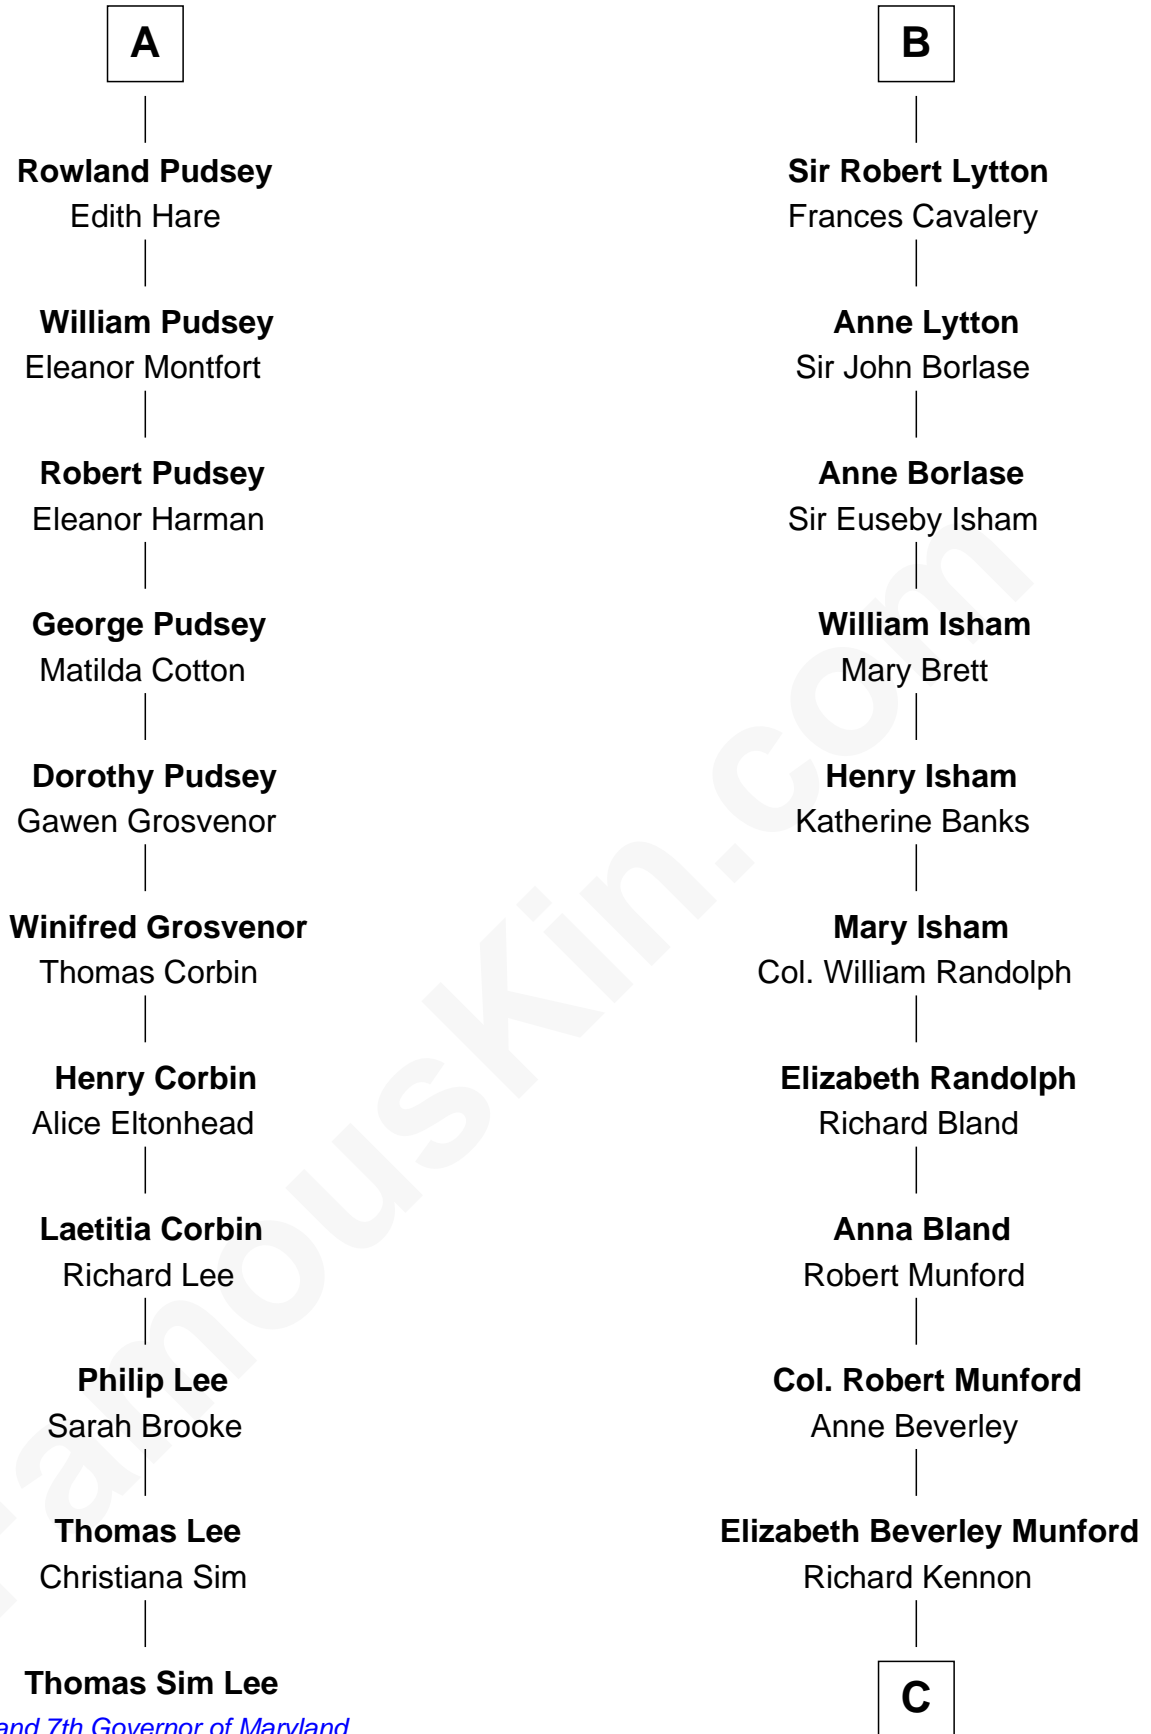 A
Rowland Pudsey
Edith Hare
William Pudsey
Eleanor Montfort
Robert Pudsey
Eleanor Harman
George Pudsey
Matilda Cotton
Dorothy Pudsey
Gawen Grosvenor
Winifred Grosvenor
Thomas Corbin
Henry Corbin
Alice Eltonhead
Laetitia Corbin
Richard Lee
Philip Lee
Sarah Brooke
Thomas Lee
Christiana Sim
Thomas Sim Lee
and 7th Governor of Maryland
B
Sir Robert Lytton
Frances Cavalery
Anne Lytton
Sir John Borlase
Anne Borlase
Sir Euseby Isham
William Isham
Mary Brett
Henry Isham
Katherine Banks
Mary Isham
Col. William Randolph
Elizabeth Randolph
Richard Bland
Anna Bland
Robert Munford
Col. Robert Munford
Anne Beverley
Elizabeth Beverley Munford
Richard Kennon
C
FamousKin.com